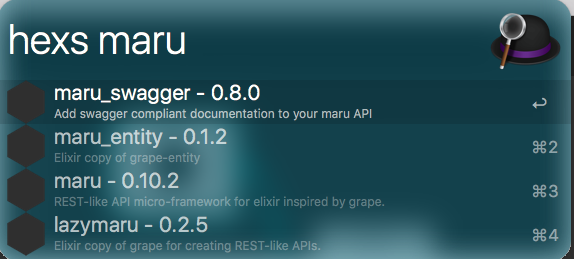 hexs maru
maru_swagger - 0.8.0
Add swagger compliant documentation to your maru API
↩
maru_entity - 0.1.2
Elixir copy of grape-entity
⌘2
maru - 0.10.2
REST-like API micro-framework for elixir inspired by grape.
⌘3
lazymaru - 0.2.5
Elixir copy of grape for creating REST-like APIs.
⌘4